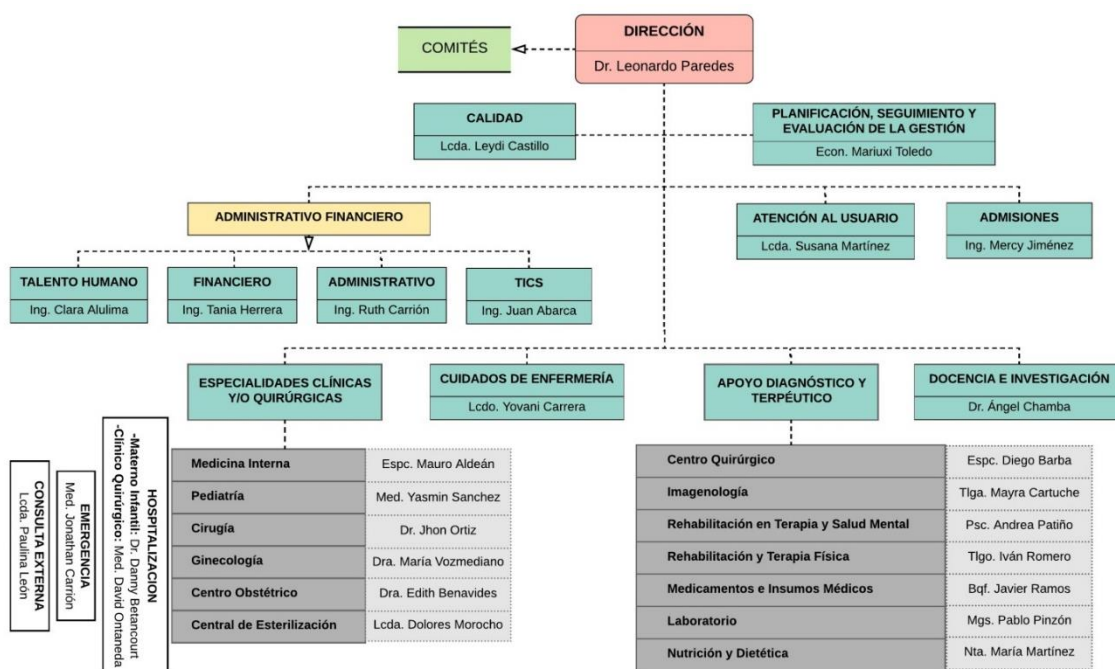 COMITÉS
DIRECCIÓN
Dr. Leonardo Paredes
CALIDAD
Lcda. Leydi Castillo
PLANIFICACIÓN, SEGUIMIENTO Y
EVALUACIÓN DE LA GESTIÓN
Econ. Mariuxi Toledo
ADMINISTRATIVO FINANCIERO
ATENCIÓN AL USUARIO
Lcda. Susana Martínez
ADMISIONES
Ing. Mercy Jiménez
TALENTO HUMANO
Ing. Clara Alulima
FINANCIERO
Ing. Tania Herrera
ADMINISTRATIVO
Ing. Ruth Carrión
TICS
Ing. Juan Abarca
ESPECIALIDADES CLÍNICAS
Y/O QUIRÚRGICAS
CUIDADOS DE ENFERMERÍA
Lcdo. Yovani Carrera
APOYO DIAGNÓSTICO Y
TERPÉUTICO
DOCENCIA E INVESTIGACIÓN
Dr. Ángel Chamba
CONSULTA EXTERNA
Lcda. Paulina León
EMERGENCIA
Med. Jonathan Carrión
HOSPITALIZACION
-Materno Infantil: Dr. Danny Betancourt
-Clínico Quirúrgico: Med. David Ontaneda
Medicina Interna Espc. Mauro Aldeán
Pediatría Med. Yasmin Sanchez
Cirugía Dr. Jhon Ortiz
Ginecología Dra. María Vozmediano
Centro Obstétrico Dra. Edith Benavides
Central de Esterilización Lcda. Dolores Morocho
Centro Quirúrgico Espc. Diego Barba
Imagenología Tlga. Mayra Cartuche
Rehabilitación en Terapia y Salud Mental Psc. Andrea Patiño
Rehabilitación y Terapia Física Tlgo. Iván Romero
Medicamentos e Insumos Médicos Bqf. Javier Ramos
Laboratorio Mgs. Pablo Pinzón
Nutrición y Dietética Nta. María Martínez